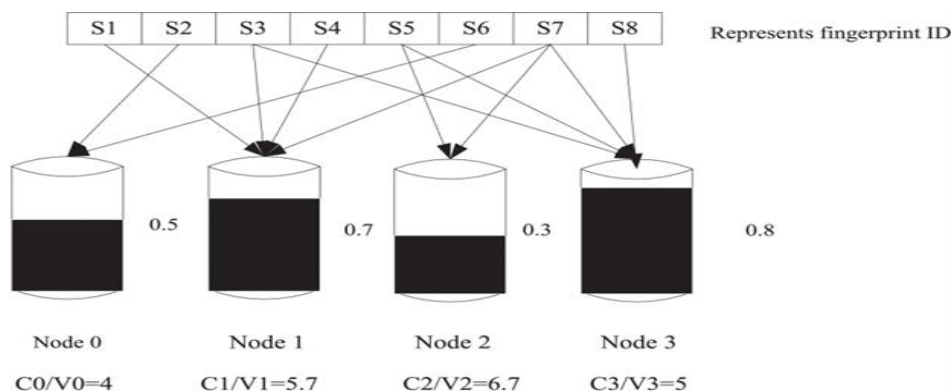 S1 S2 S3 S4 S5 S6 S7 S8
Represents fingerprint ID
0.5 0.7 0.3 0.8
Node 0 Node 1 Node 2 Node 3
C0/V0=4 C1/V1=5.7 C2/V2=6.7 C3/V3=5